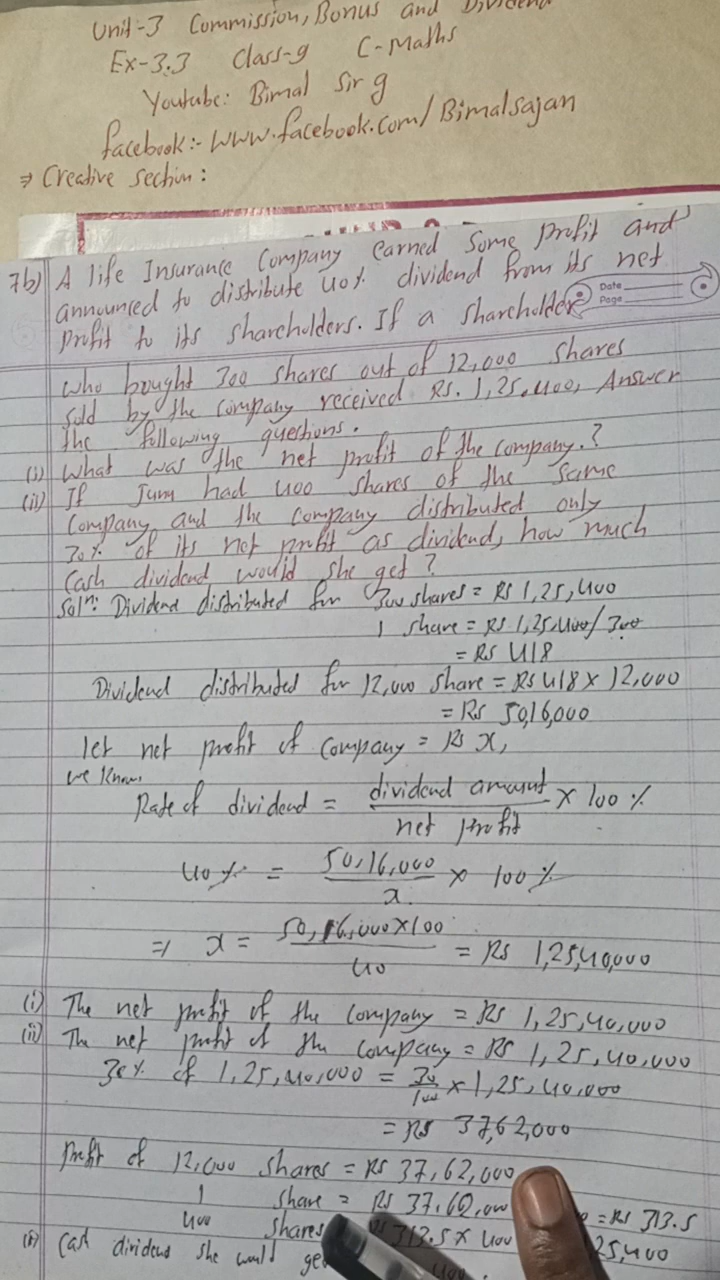 Unit-3 Commission, Bonus and Dividend
Ex-3.3 Class-9 C-Maths
Youtube: Bimal Sir g
facebook:- www.facebook.com/Bimalsajan
⇒ Creative Section:
7b) A life Insurance Company earned some profit and
announced to distribute 40% dividend from its net
profit to its shareholders. If a shareholder
Date
Page
who bought 300 shares out of 12,000 shares
sold by the company received Rs. 1,25,400, Answer
the following questions.
(i) What was the net profit of the company.?
(ii) If Junu had 400 shares of the same
Company and the company distributed only
30% of its net profit as dividend, how much
Cash dividend would she get?
Solⁿ: Dividend distributed for 300 shares = Rs 1,25,400
1 share = Rs 1,25,400/300
= Rs 418
Dividend distributed for 12,000 share = Rs 418 × 12,000
= Rs 50,16,000
let net profit of company = Rs x,
we know,
Rate of dividend = dividend amount / net profit × 100%
40% = 50,16,000 / x × 100%
⇒ x = 50,16,000×100 / 40 = Rs 1,25,40,000
(i) The net profit of the company = Rs 1,25,40,000
(ii) The net profit of the company = Rs 1,25,40,000
30% of 1,25,40,000 = 30/100 × 1,25,40,000
= Rs 37,62,000
Profit of 12,000 shares = Rs 37,62,000
1 share = Rs 37,62,000 = Rs 313.5
400 shares 313.5 × 400 25,400
(ii) Cash dividend she would get